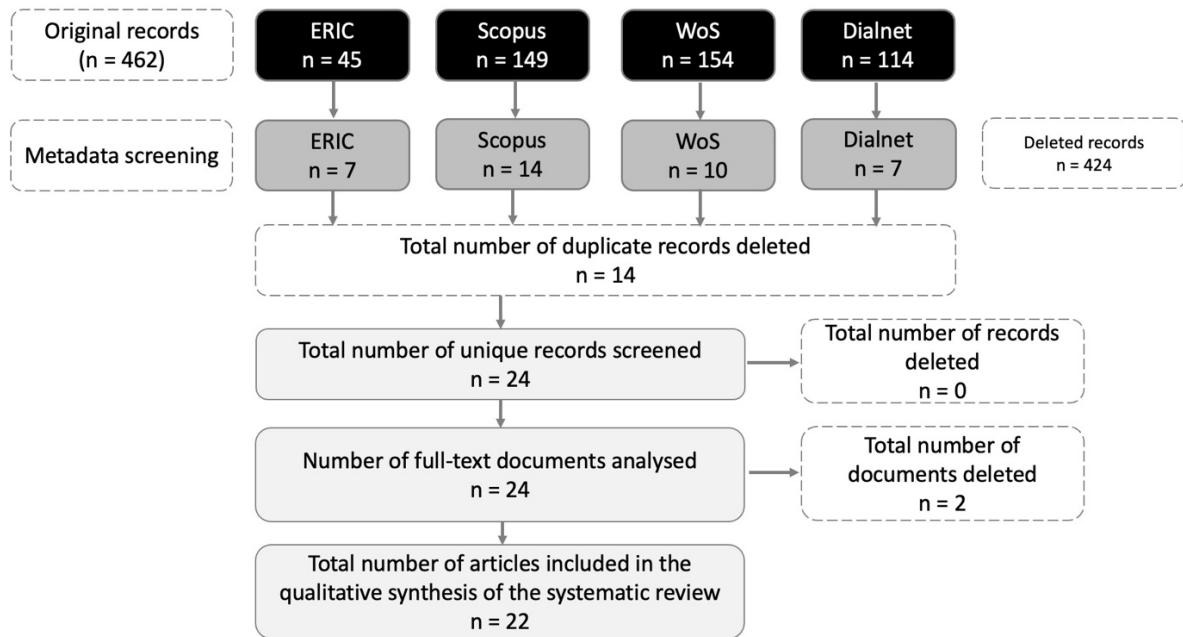 Original records
(n = 462)
ERIC
n = 45
Scopus
n = 149
WoS
n = 154
Dialnet
n = 114
Metadata screening
ERIC
n = 7
Scopus
n = 14
WoS
n = 10
Dialnet
n = 7
Deleted records
n = 424
Total number of duplicate records deleted
n = 14
Total number of unique records screened
n = 24
Total number of records
deleted
n = 0
Number of full-text documents analysed
n = 24
Total number of
documents deleted
n = 2
Total number of articles included in the
qualitative synthesis of the systematic review
n = 22